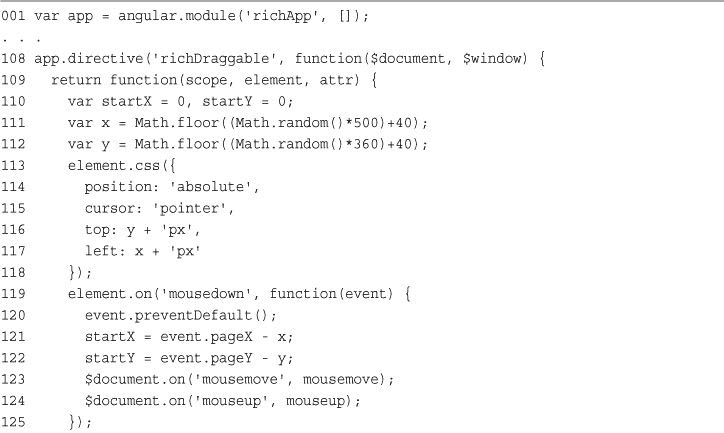 001 var app = angular.module('richApp', []);
. . .
108 app.directive('richDraggable', function($document, $window) {
109   return function(scope, element, attr) {
110     var startX = 0, startY = 0;
111     var x = Math.floor((Math.random()*500)+40);
112     var y = Math.floor((Math.random()*360)+40);
113     element.css({
114       position: 'absolute',
115       cursor: 'pointer',
116       top: y + 'px',
117       left: x + 'px'
118     });
119     element.on('mousedown', function(event) {
120       event.preventDefault();
121       startX = event.pageX - x;
122       startY = event.pageY - y;
123       $document.on('mousemove', mousemove);
124       $document.on('mouseup', mouseup);
125     });